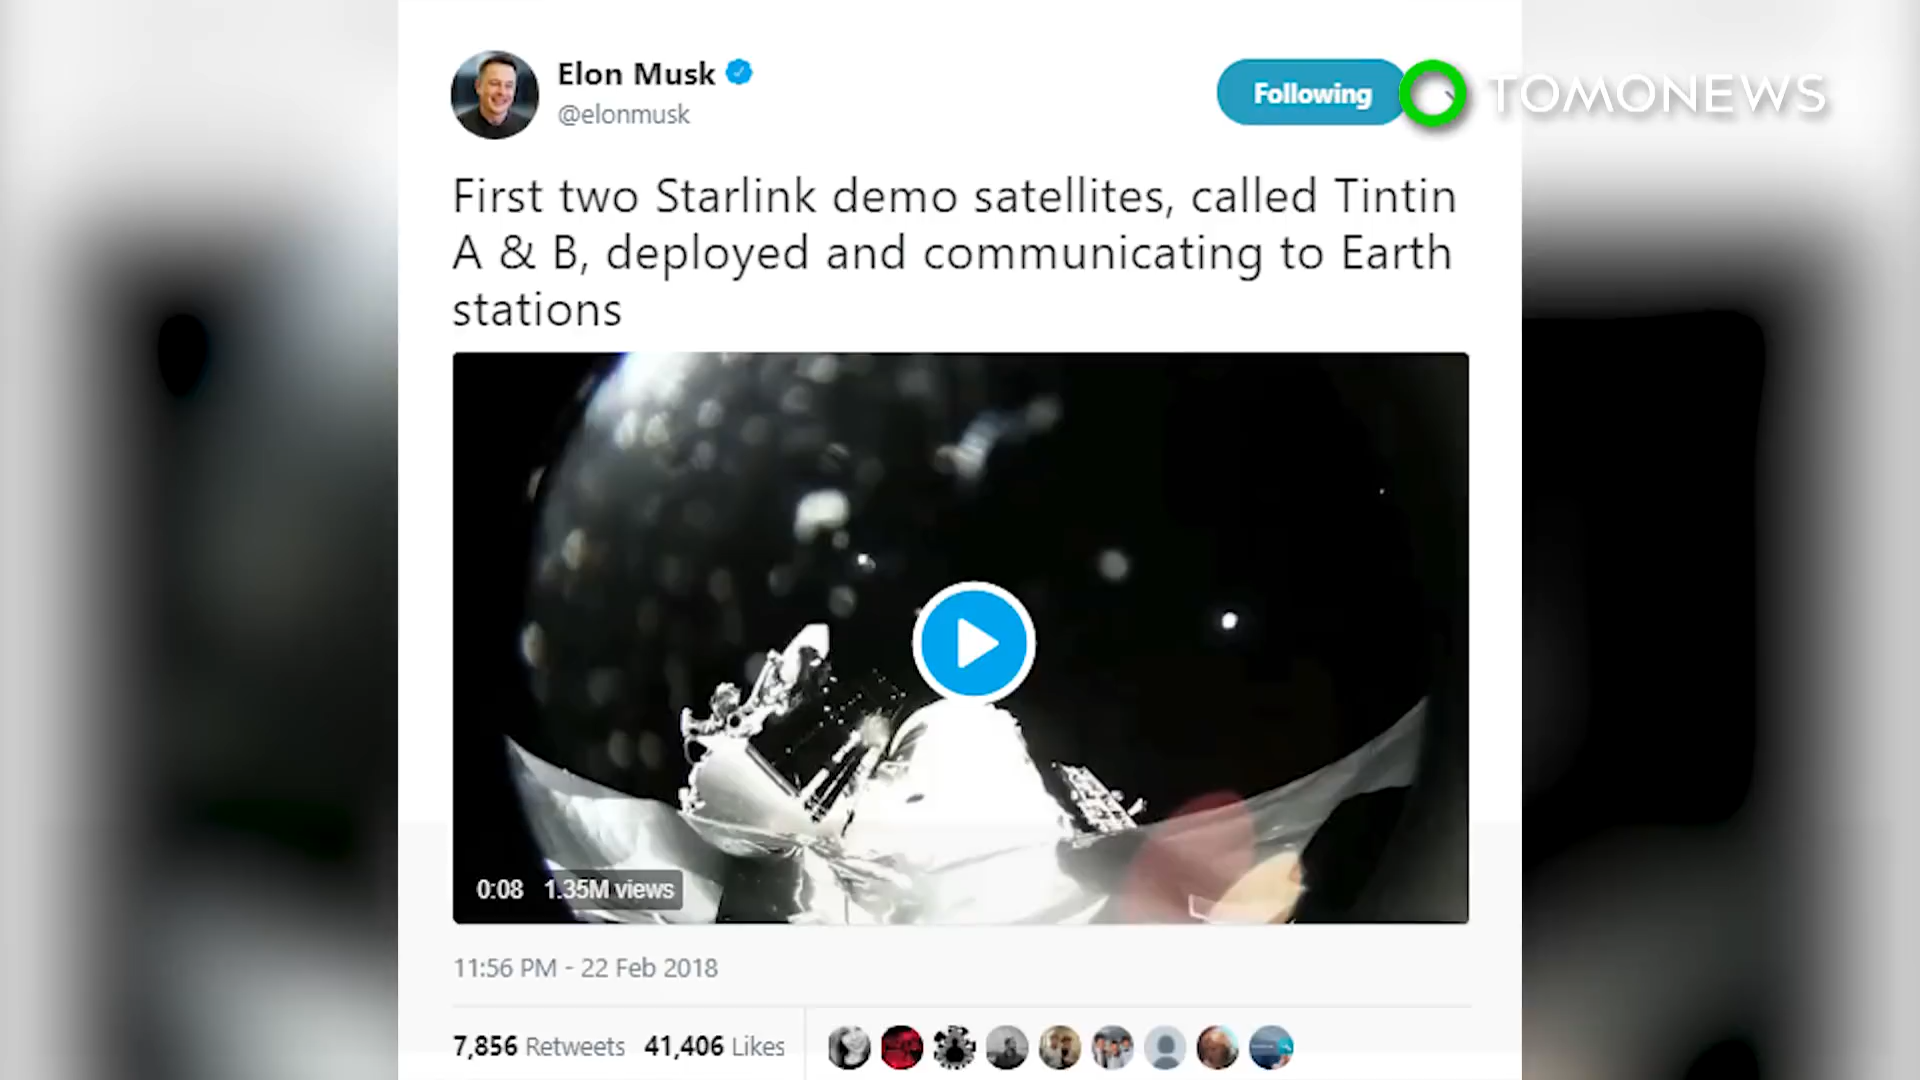 Elon Musk
@elonmusk
Following
TOMONEWS
First two Starlink demo satellites, called Tintin
A & B, deployed and communicating to Earth
stations
0:08 1.35M views
11:56 PM - 22 Feb 2018
7,856 Retweets 41,406 Likes